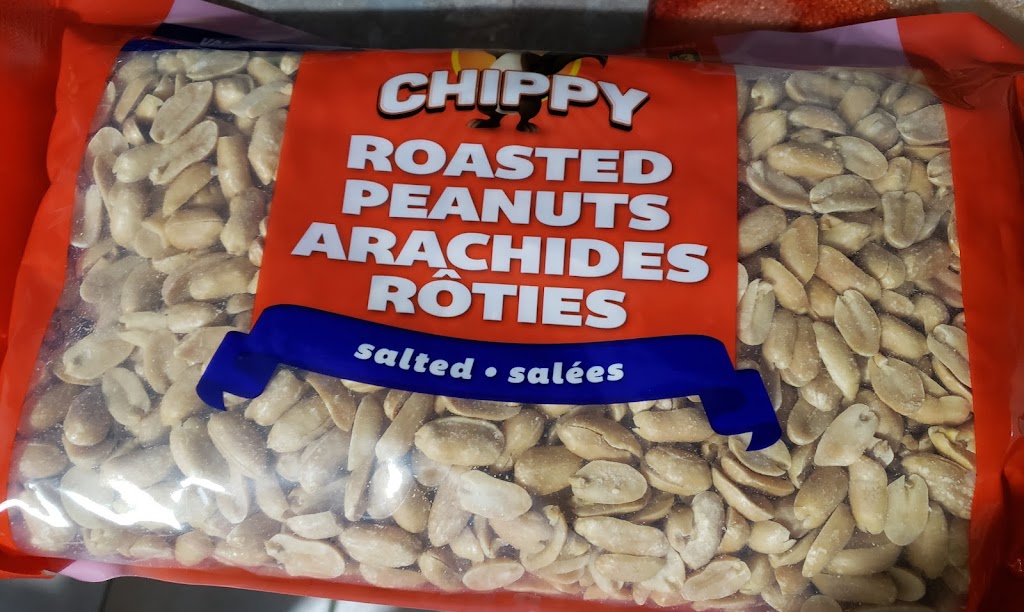 CHIPPY
ROASTED
PEANUTS
ARACHIDES
RÔTIES
salted • salées